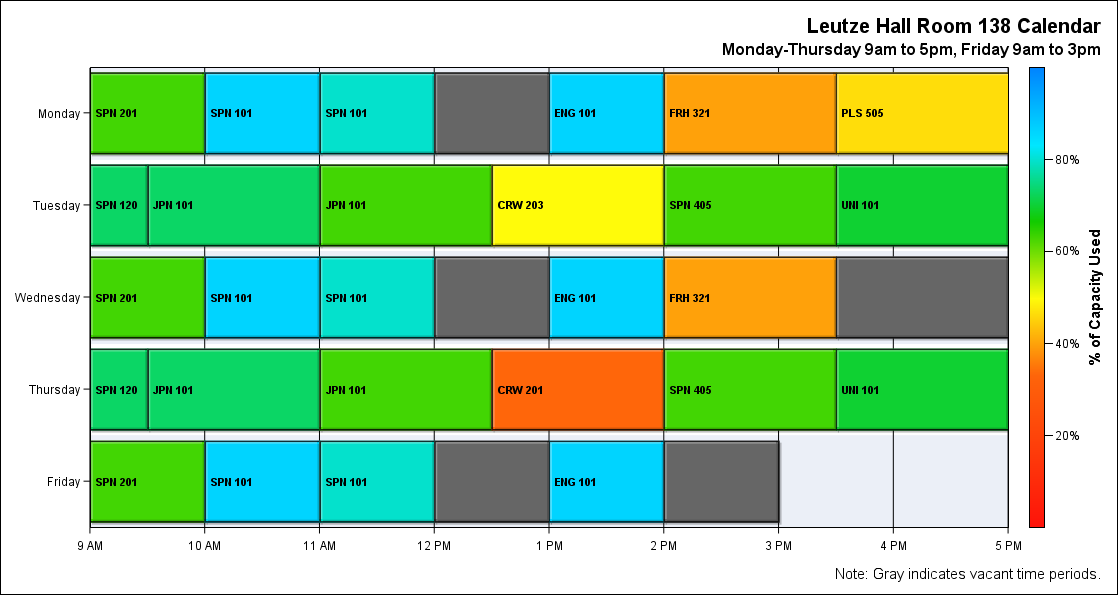 Leutze Hall Room 138 Calendar
Monday-Thursday 9am to 5pm, Friday 9am to 3pm
Monday SPN 201 SPN 101 SPN 101 ENG 101 FRH 321 PLS 505
80%
Tuesday SPN 120 JPN 101 JPN 101 CRW 203 SPN 405 UNI 101
60%
Wednesday SPN 201 SPN 101 SPN 101 ENG 101 FRH 321
% of Capacity Used
40%
Thursday SPN 120 JPN 101 JPN 101 CRW 201 SPN 405 UNI 101
20%
Friday SPN 201 SPN 101 SPN 101 ENG 101
9 AM 10 AM 11 AM 12 PM 1 PM 2 PM 3 PM 4 PM 5 PM
Note: Gray indicates vacant time periods.